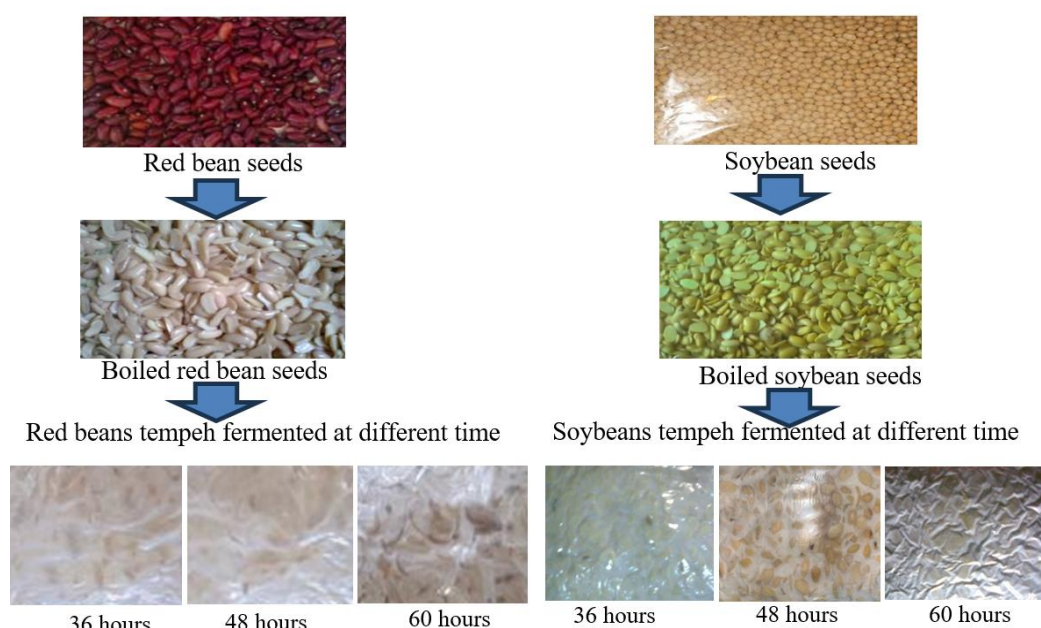 Red bean seeds
Soybean seeds
Boiled red bean seeds
Boiled soybean seeds
Red beans tempeh fermented at different time
Soybeans tempeh fermented at different time
36 hours
48 hours
60 hours
36 hours
48 hours
60 hours